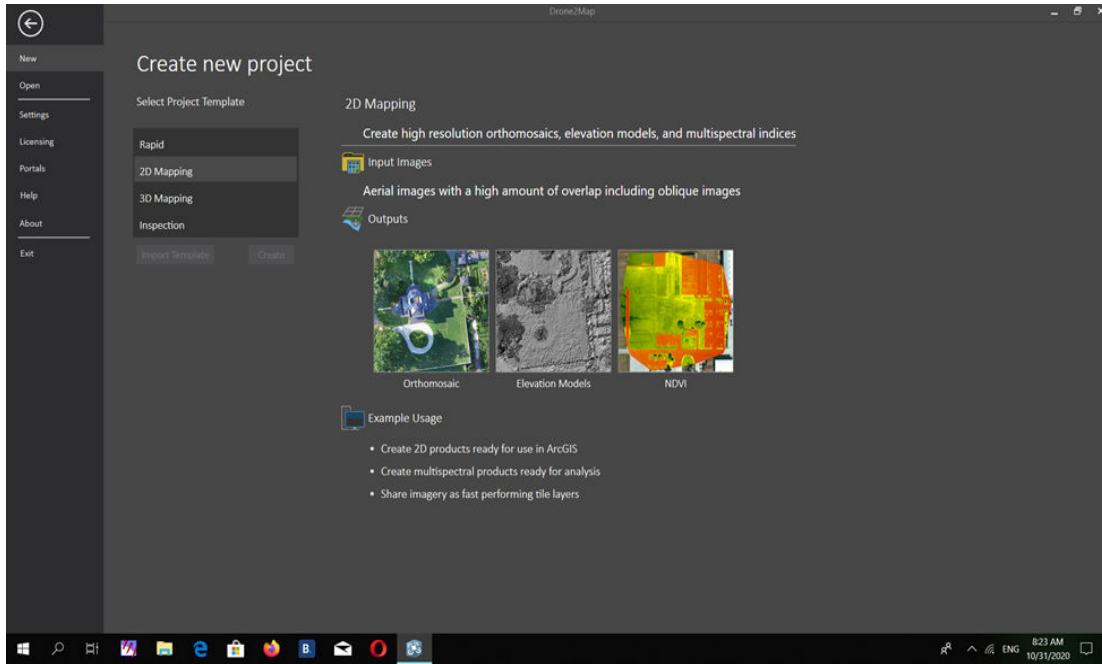 Drone2Map
New
Open
Settings
Licensing
Portals
Help
About
Exit
Create new project
Select Project Template
Rapid
2D Mapping
3D Mapping
Inspection
Import Template
Create
2D Mapping
Create high resolution orthomosaics, elevation models, and multispectral indices
Input Images
Aerial images with a high amount of overlap including oblique images
Outputs
Orthomosaic
Elevation Models
NDVI
Example Usage
• Create 2D products ready for use in ArcGIS
• Create multispectral products ready for analysis
• Share imagery as fast performing tile layers
B.
ENG
8:23 AM
10/31/2020